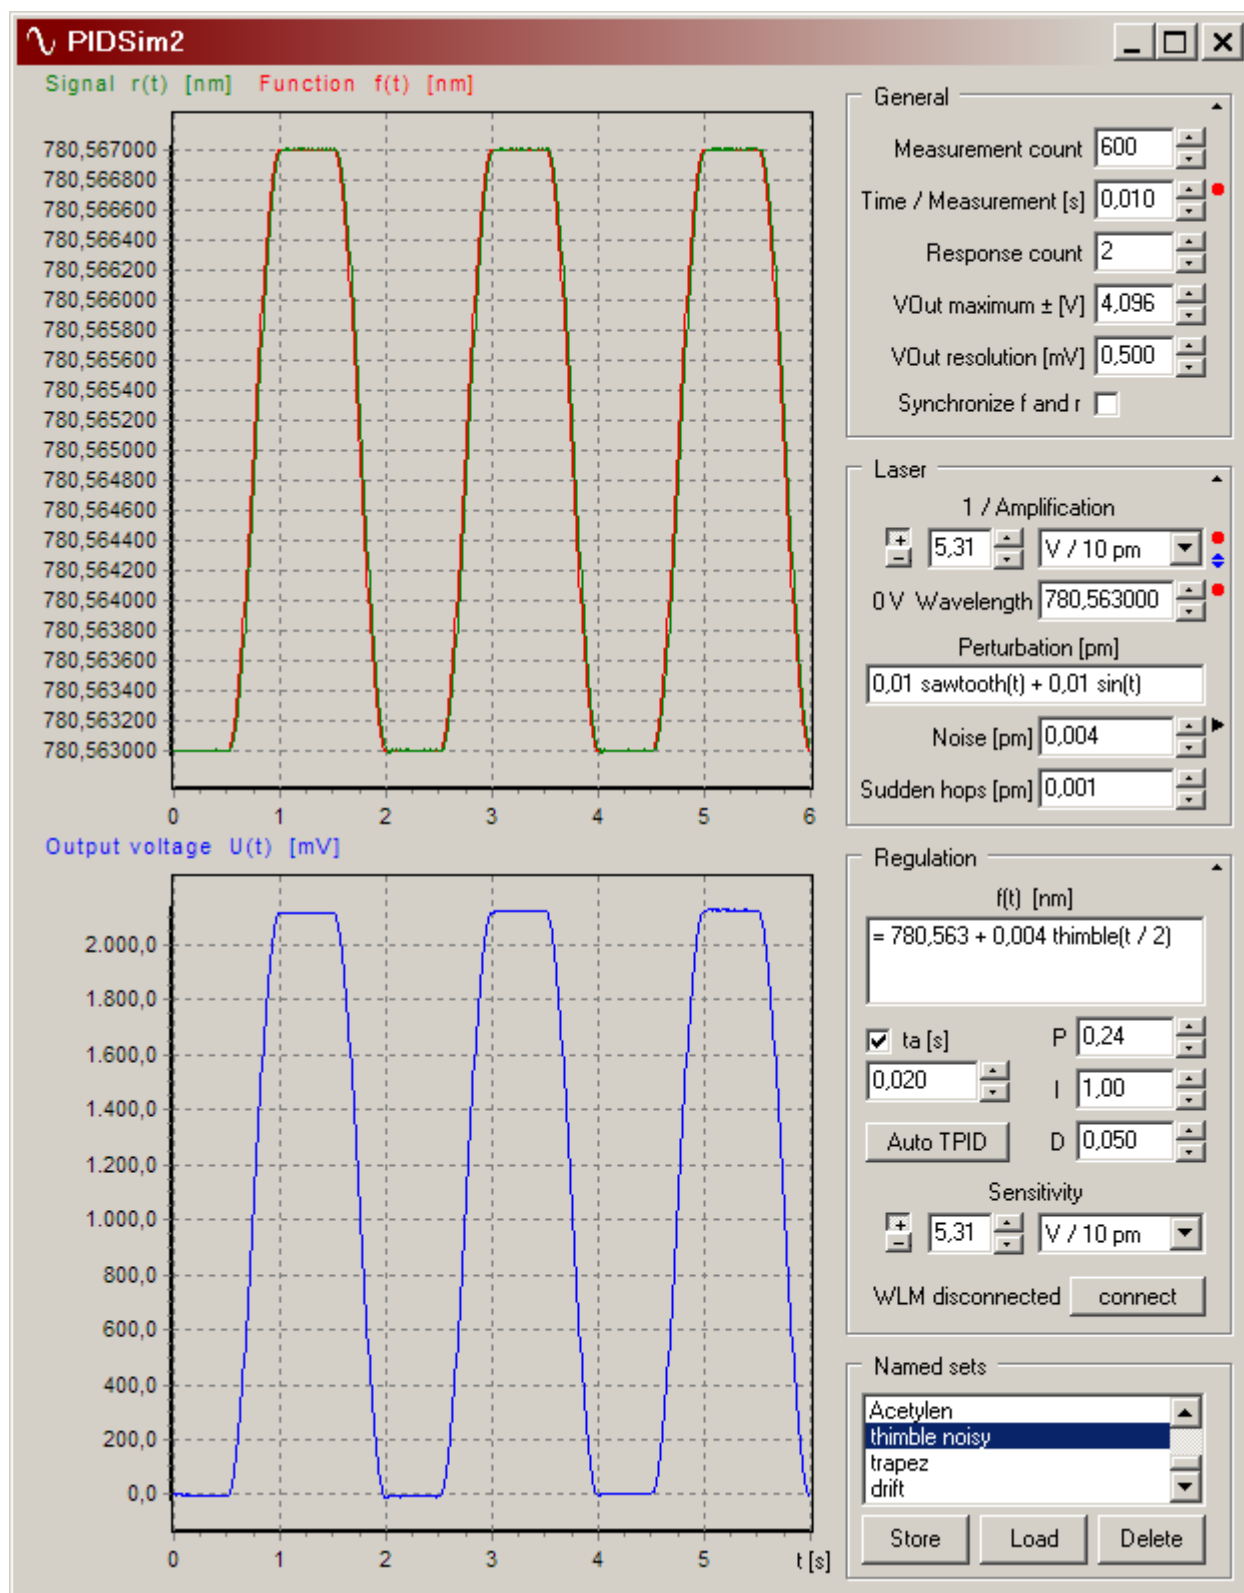 PIDSim2
Signal r(t) [nm] Function f(t) [nm]
780,567000
780,566800
780,566600
780,566400
780,566200
780,566000
780,565800
780,565600
780,565400
780,565200
780,565000
780,564800
780,564600
780,564400
780,564200
780,564000
780,563800
780,563600
780,563400
780,563200
780,563000
0 1 2 3 4 5 6
Output voltage U(t) [mV]
2.000,0
1.800,0
1.600,0
1.400,0
1.200,0
1.000,0
800,0
600,0
400,0
200,0
0,0
0 1 2 3 4 5 t [s]
General
Measurement count 600
Time / Measurement [s] 0,010
Response count 2
VOut maximum ± [V] 4,096
VOut resolution [mV] 0,500
Synchronize f and r
Laser
1 / Amplification
+ − 5,31 V / 10 pm
0 V Wavelength 780,563000
Perturbation [pm]
0,01 sawtooth(t) + 0,01 sin(t)
Noise [pm] 0,004
Sudden hops [pm] 0,001
Regulation
f(t) [nm]
= 780,563 + 0,004 thimble(t / 2)
ta [s] P 0,24
0,020 I 1,00
Auto TPID D 0,050
Sensitivity
+ − 5,31 V / 10 pm
WLM disconnected connect
Named sets
Acetylen
thimble noisy
trapez
drift
Store Load Delete